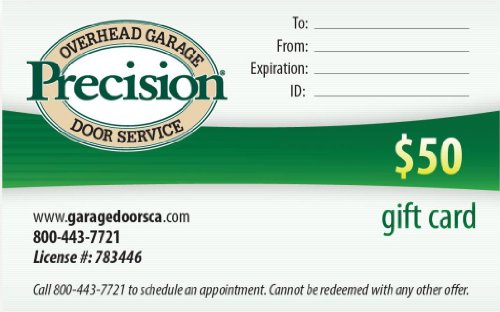 OVERHEAD GARAGE
Precision®
DOOR SERVICE
To:
From:
Expiration:
ID:
$50
gift card
www.garagedoorsca.com
800-443-7721
License #: 783446
Call 800-443-7721 to schedule an appointment. Cannot be redeemed with any other offer.